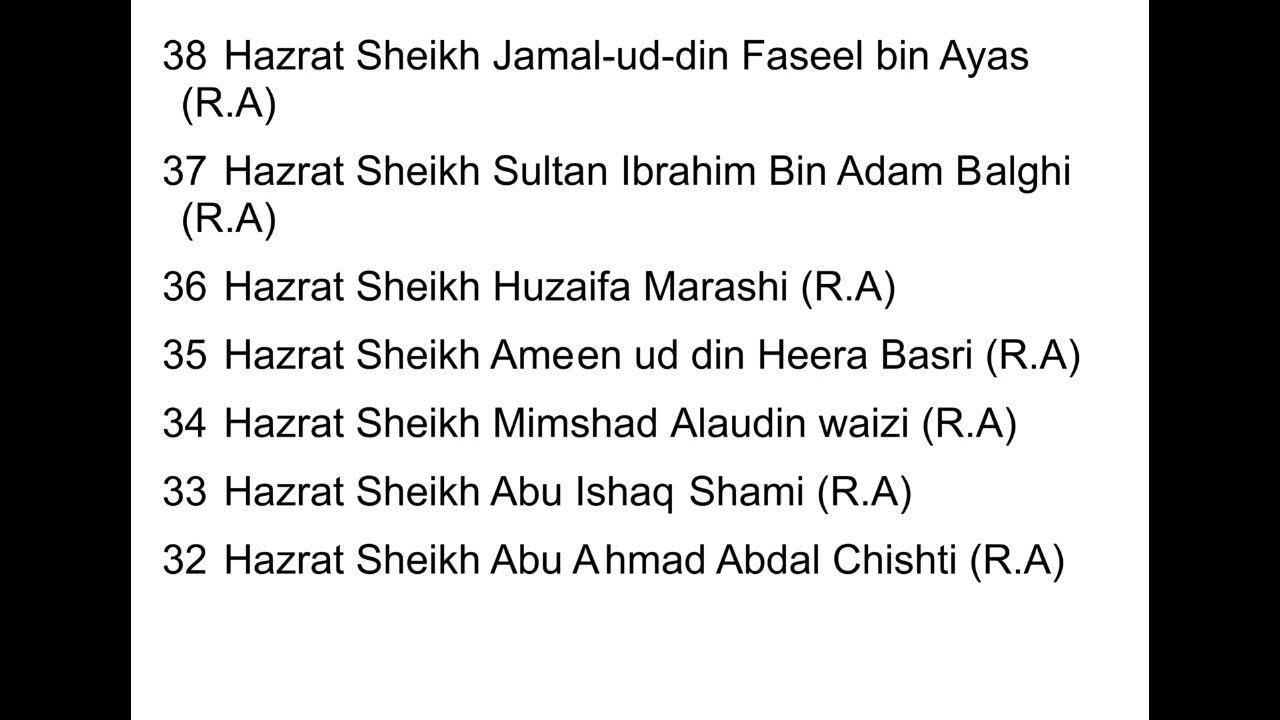 38 Hazrat Sheikh Jamal-ud-din Faseel bin Ayas
(R.A)
37 Hazrat Sheikh Sultan Ibrahim Bin Adam Balghi
(R.A)
36 Hazrat Sheikh Huzaifa Marashi (R.A)
35 Hazrat Sheikh Ameen ud din Heera Basri (R.A)
34 Hazrat Sheikh Mimshad Alaudin waizi (R.A)
33 Hazrat Sheikh Abu Ishaq Shami (R.A)
32 Hazrat Sheikh Abu Ahmad Abdal Chishti (R.A)